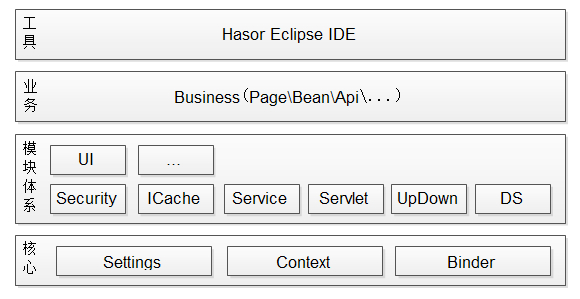 工具
Hasor Eclipse IDE
业务
Business(Page\Bean\Api\...)
模块体系
UI
...
Security
ICache
Service
Servlet
UpDown
DS
核心
Settings
Context
Binder